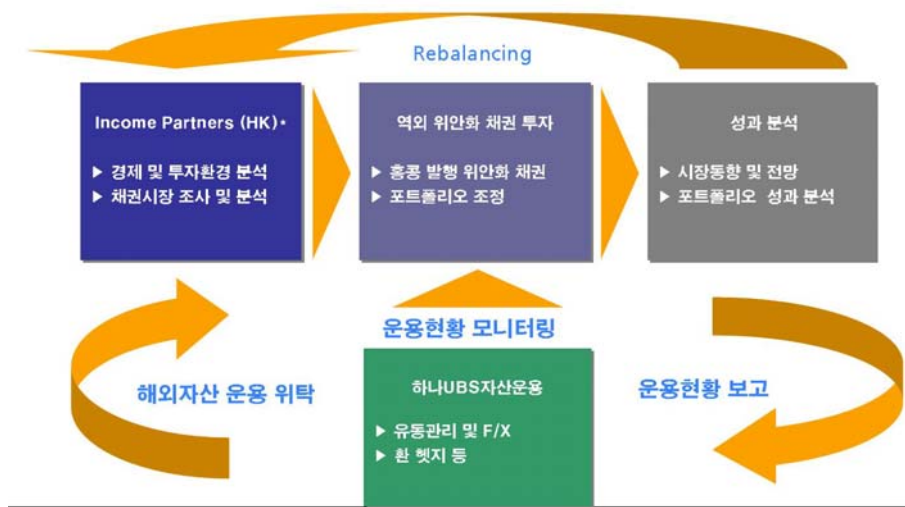 Rebalancing
Income Partners (HK)*
▶ 경제 및 투자환경 분석
▶ 채권시장 조사 및 분석
역외 위안화 채권 투자
▶ 홍콩 발행 위안화 채권
▶ 포트폴리오 조정
성과 분석
▶ 시장동향 및 전망
▶ 포트폴리오 성과 분석
운용현황 모니터링
해외자산 운용 위탁
하나UBS자산운용
▶ 유동관리 및 F/X
▶ 환 헷지 등
운용현황 보고